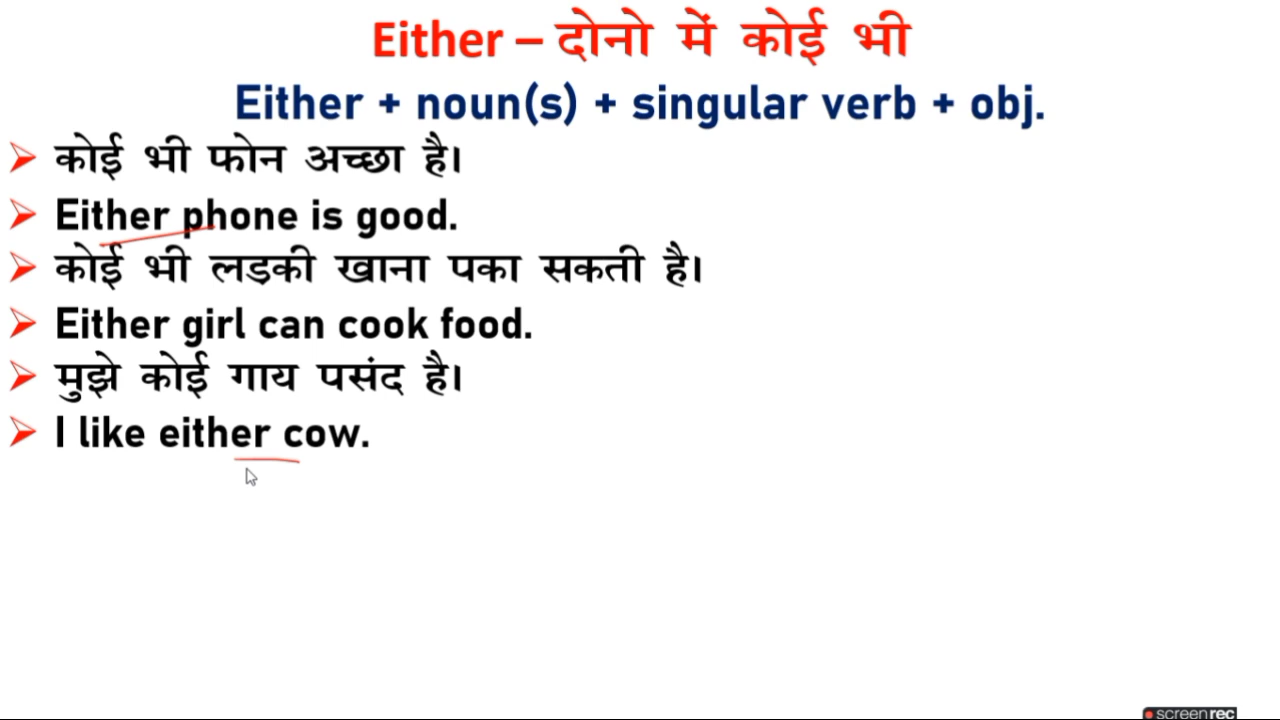 Either – दोनो में कोई भी
Either + noun(s) + singular verb + obj.
➤ कोई भी फोन अच्छा है।
➤ Either phone is good.
➤ कोई भी लड़की खाना पका सकती है।
➤ Either girl can cook food.
➤ मुझे कोई गाय पसंद है।
➤ I like either cow.
screenrec